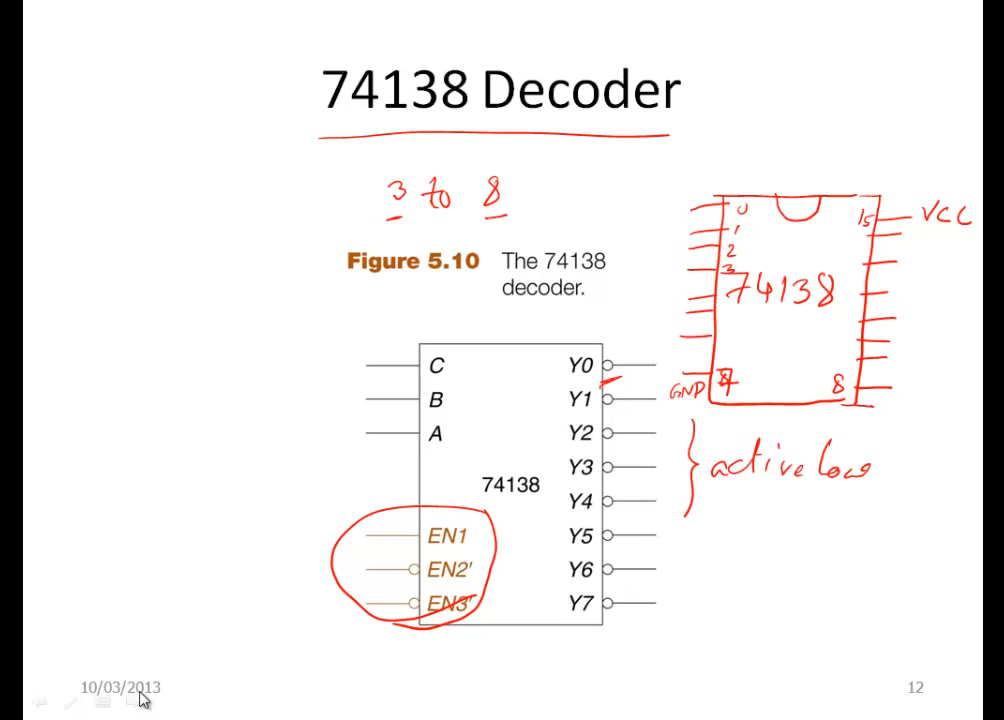 74138 Decoder
3 to 8
Figure 5.10 The 74138
decoder.
0
1
2
3
15 VCC
74138
GND
8
C
B
A
74138
EN1
EN2'
EN3'
Y0
Y1
Y2
Y3
Y4
Y5
Y6
Y7
active low
10/03/2013
12